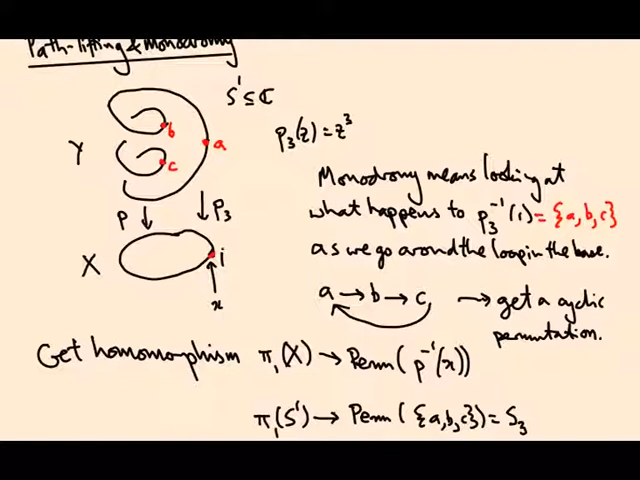 Path-lifting & Monodromy
S¹ ⊆ ℂ
p₃(z) = z³
b
a
Y
c
Monodromy means looking at
what happens to p₃⁻¹(1) = {a,b,c}
as we go around the loop in the base.
p ↓ ↓ p₃
X
1
x
a → b → c → get a cyclic
permutation.
Get homomorphism π₁(X) → Perm(p⁻¹(x))
π₁(S¹) → Perm({a,b,c}) = S₃